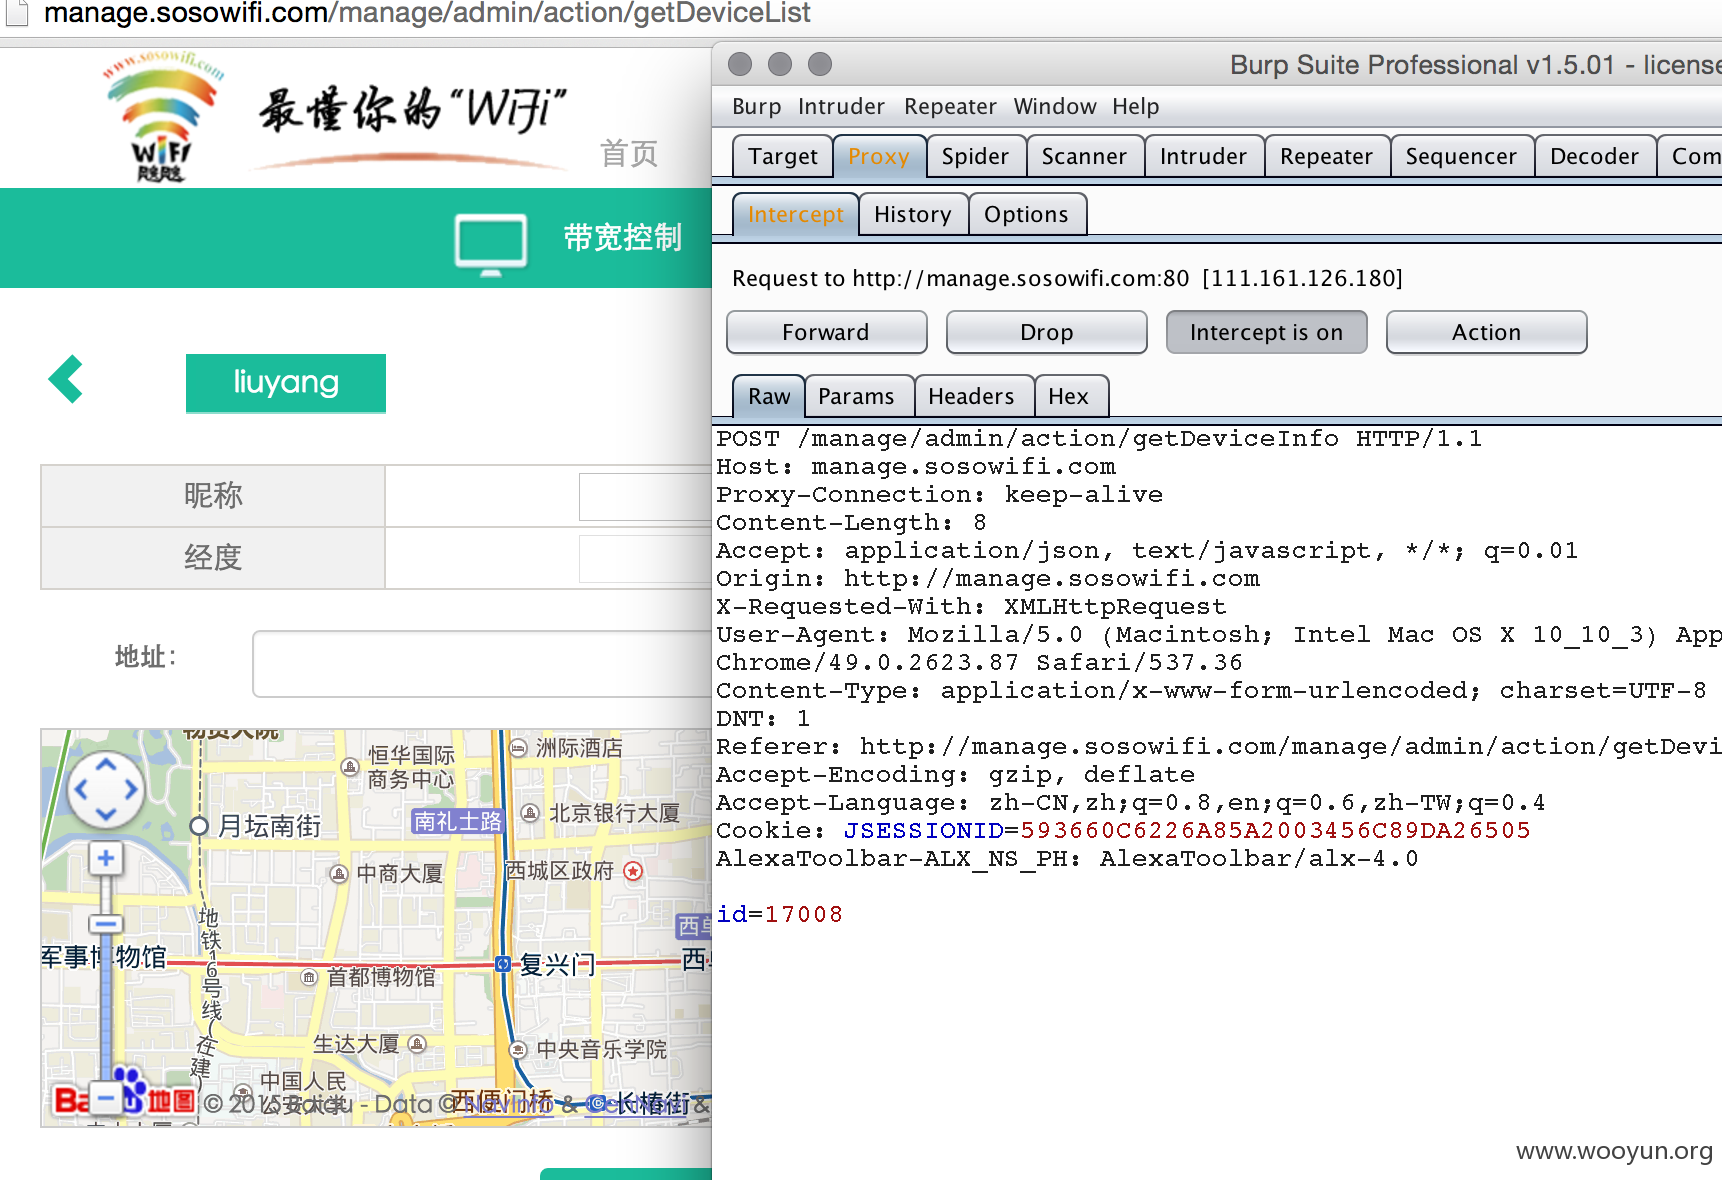 manage.sosowifi.com/manage/admin/action/getDeviceList
www.sosowifi.com
WiFi
最懂你的“WiFi”
首页
带宽控制
liuyang
昵称
经度
地址：
恒华国际
商务中心
洲际酒店
南礼士路
北京银行大厦
月坛南街
中商大厦
西城区政府
地铁16号线(在建)
军事博物馆
首都博物馆
复兴门
生达大厦
中央音乐学院
中国人民
西便门桥
长椿街
Bai 地图
© 2015 Baidu - Data © NavInfo &
Burp Suite Professional v1.5.01 - license
Burp Intruder Repeater Window Help
Target Proxy Spider Scanner Intruder Repeater Sequencer Decoder Com
Intercept History Options
Request to http://manage.sosowifi.com:80 [111.161.126.180]
Forward Drop Intercept is on Action
Raw Params Headers Hex
POST /manage/admin/action/getDeviceInfo HTTP/1.1
Host: manage.sosowifi.com
Proxy-Connection: keep-alive
Content-Length: 8
Accept: application/json, text/javascript, */*; q=0.01
Origin: http://manage.sosowifi.com
X-Requested-With: XMLHttpRequest
User-Agent: Mozilla/5.0 (Macintosh; Intel Mac OS X 10_10_3) App
Chrome/49.0.2623.87 Safari/537.36
Content-Type: application/x-www-form-urlencoded; charset=UTF-8
DNT: 1
Referer: http://manage.sosowifi.com/manage/admin/action/getDevi
Accept-Encoding: gzip, deflate
Accept-Language: zh-CN,zh;q=0.8,en;q=0.6,zh-TW;q=0.4
Cookie: JSESSIONID=593660C6226A85A2003456C89DA26505
AlexaToolbar-ALX_NS_PH: AlexaToolbar/alx-4.0
id=17008
www.wooyun.org